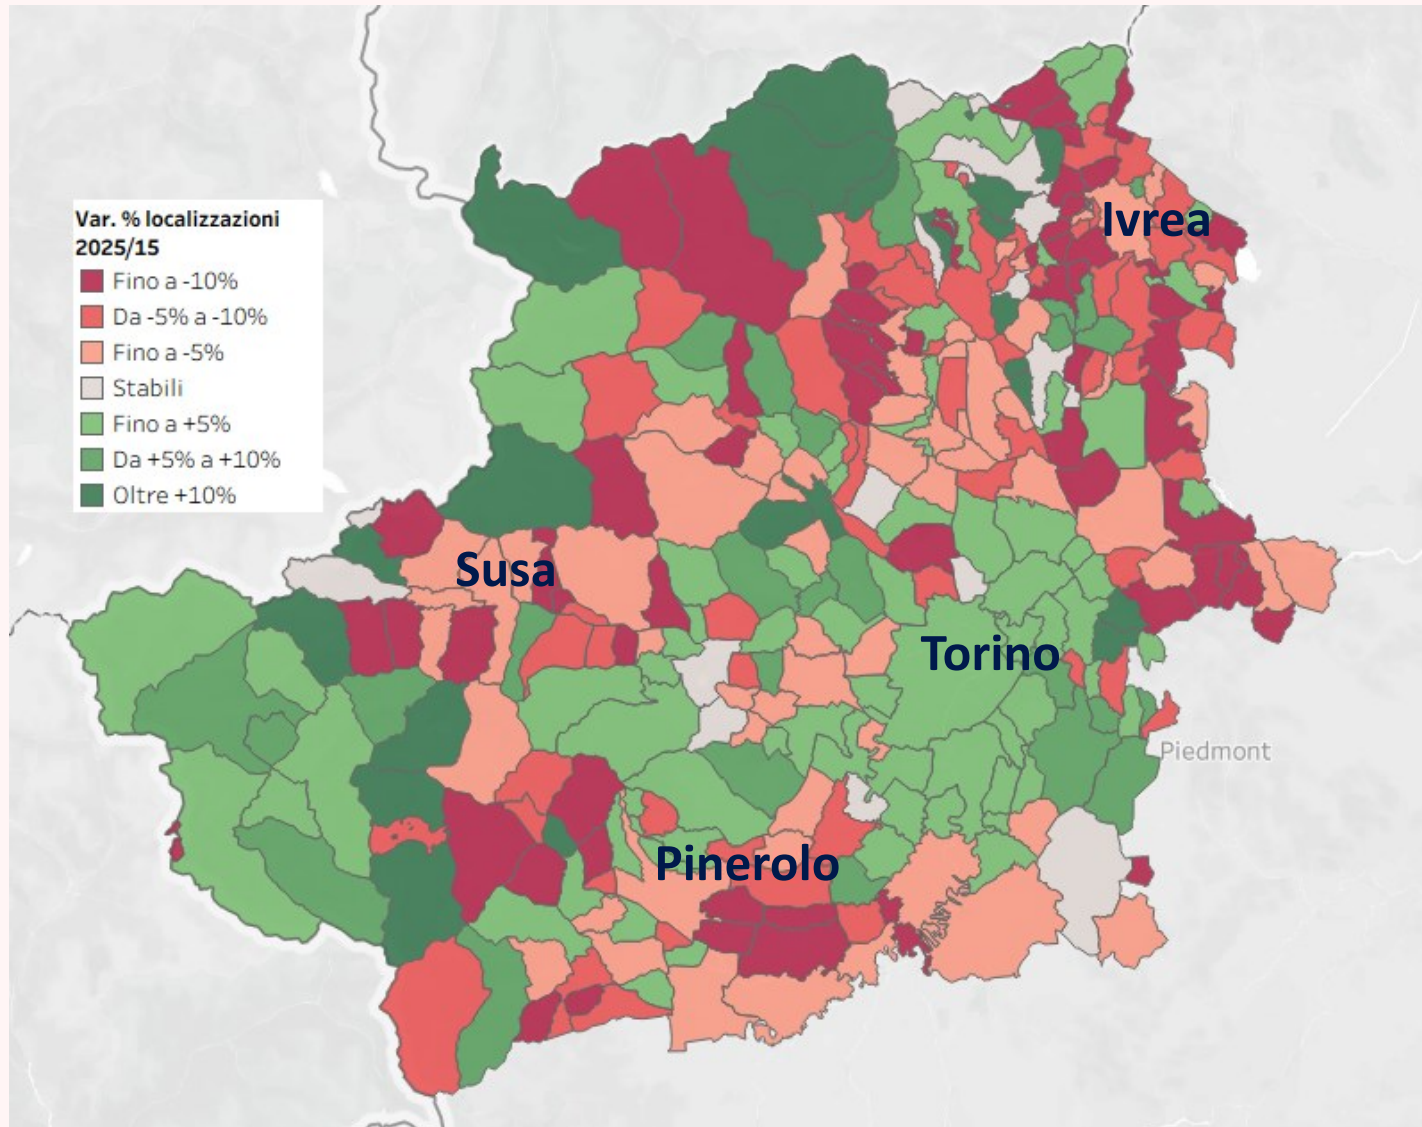 Var. % localizzazioni
2025/15
Fino a -10%
Da -5% a -10%
Fino a -5%
Stabili
Fino a +5%
Da +5% a +10%
Oltre +10%
Ivrea
Susa
Torino
Piedmont
Pinerolo